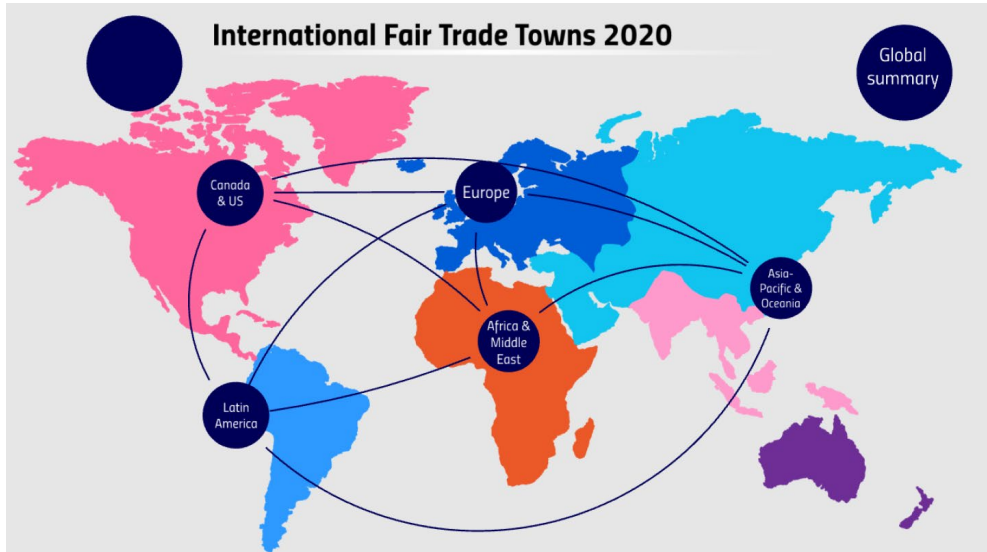 International Fair Trade Towns 2020
Global
summary
Canada
& US
Europe
Asia-
Pacific &
Oceania
Africa &
Middle
East
Latin
America